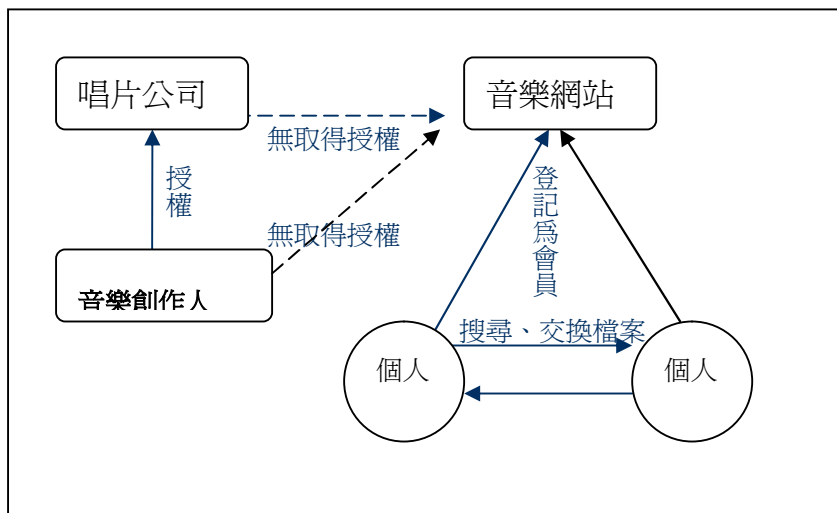 唱片公司
音樂網站
無取得授權
授權
無取得授權
登記為會員
音樂創作人
搜尋、交換檔案
個人
個人